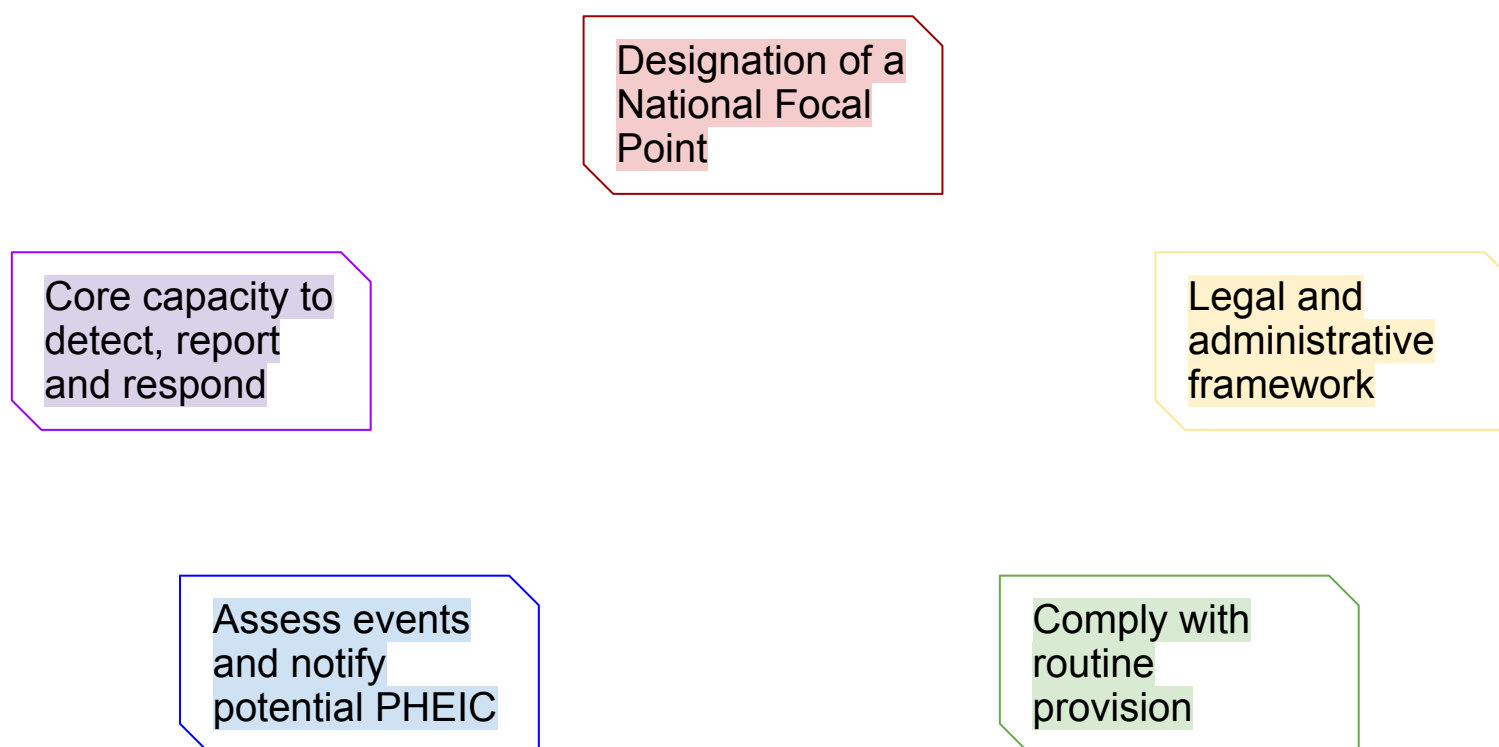 Designation of a
National Focal
Point
Core capacity to
detect, report
and respond
Legal and
administrative
framework
Assess events
and notify
potential PHEIC
Comply with
routine
provision